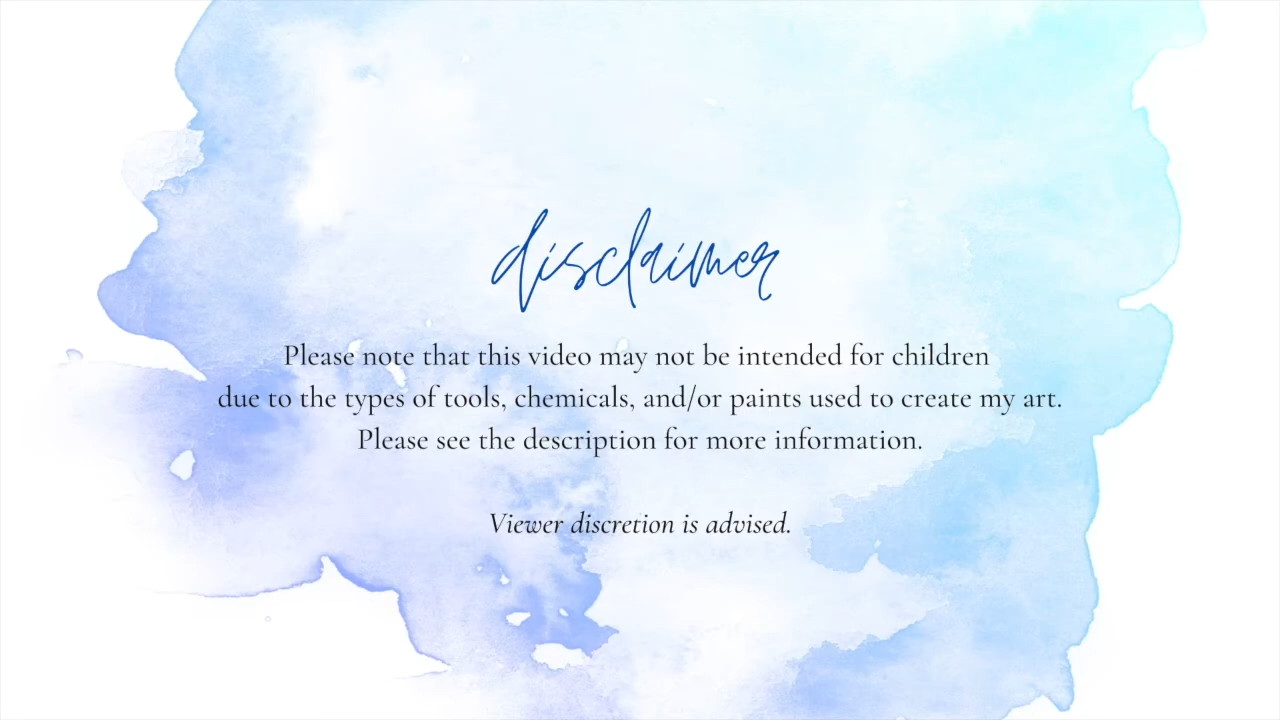 disclaimer
Please note that this video may not be intended for children
due to the types of tools, chemicals, and/or paints used to create my art.
Please see the description for more information.
Viewer discretion is advised.